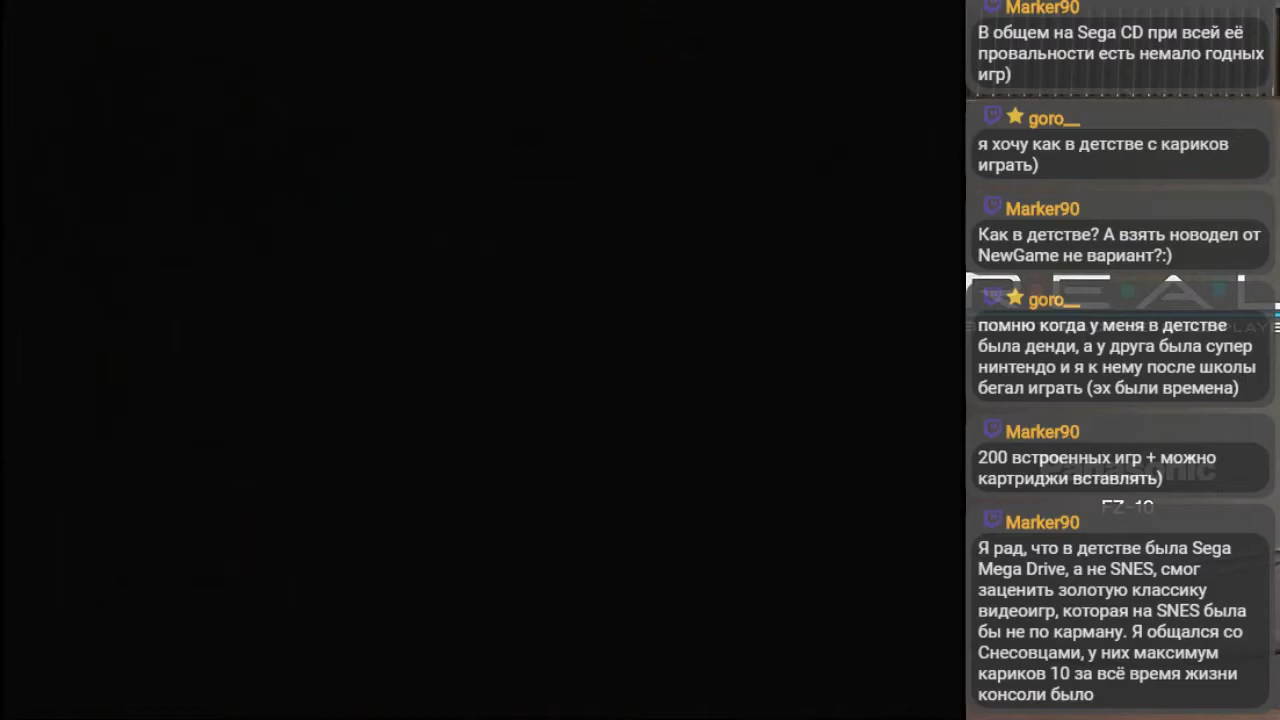 Marker90
В общем на Sega CD при всей её
провальности есть немало годных
игр)
goro__
я хочу как в детстве с кариков
играть)
Marker90
Как в детстве? А взять новодел от
NewGame не вариант?:)
REAL
goro__
помню когда у меня в детстве
была денди, а у друга была супер
нинтендо и я к нему после школы
бегал играть (эх были времена)
Marker90
200 встроенных игр + можно
картриджи вставлять)
Panasonic
FZ-10
Marker90
Я рад, что в детстве была Sega
Mega Drive, а не SNES, смог
заценить золотую классику
видеоигр, которая на SNES была
бы не по карману. Я общался со
Снесовцами, у них максимум
кариков 10 за всё время жизни
консоли было